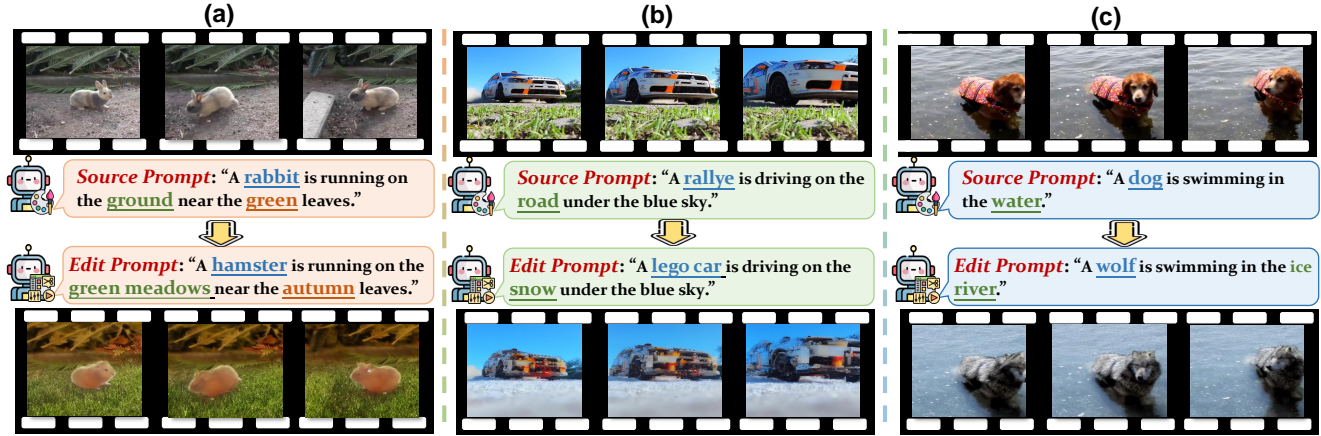 (a)
Source Prompt: “A rabbit is running on
the ground near the green leaves.”
Edit Prompt: “A hamster is running on the
green meadows near the autumn leaves.”
(b)
Source Prompt: “A rallye is driving on the
road under the blue sky.”
Edit Prompt: “A lego car is driving on the
snow under the blue sky.”
(c)
Source Prompt: “A dog is swimming in
the water.”
Edit Prompt: “A wolf is swimming in the ice
river.”